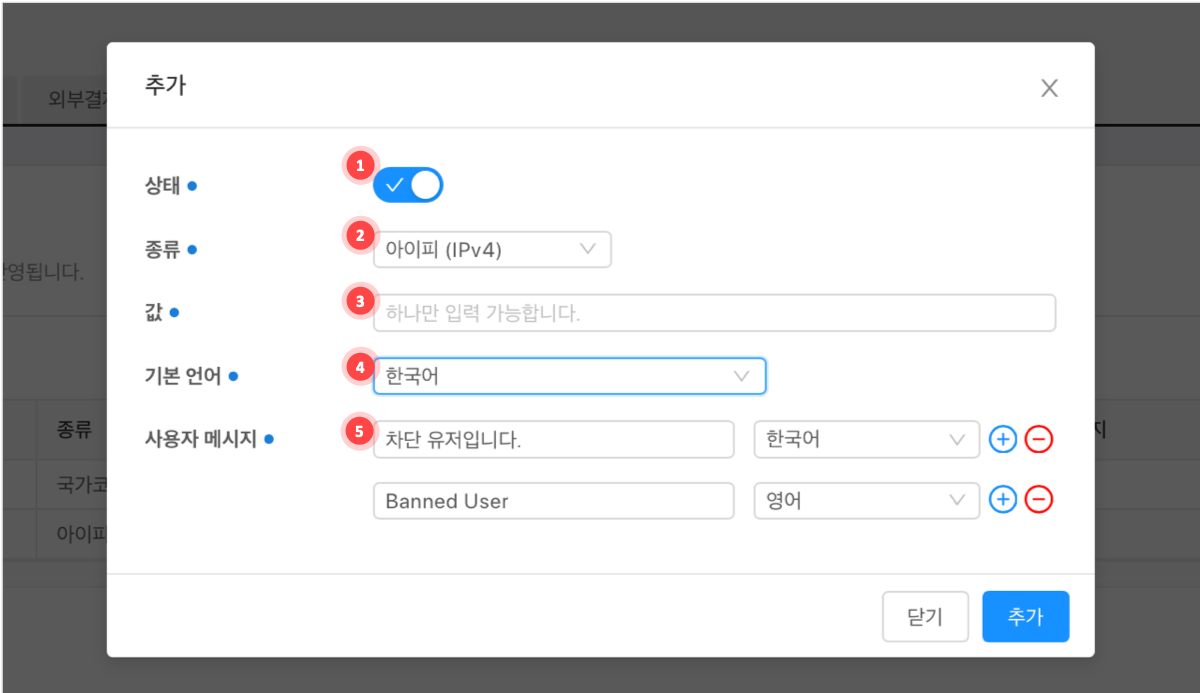 추가
외부결제
상태
1
종류
2
아이피 (IPv4)
값
3
하나만 입력 가능합니다.
반영됩니다.
기본 언어
4
한국어
사용자 메시지
5
차단 유저입니다.
한국어
종류
지
국가코
Banned User
영어
아이피
닫기
추가